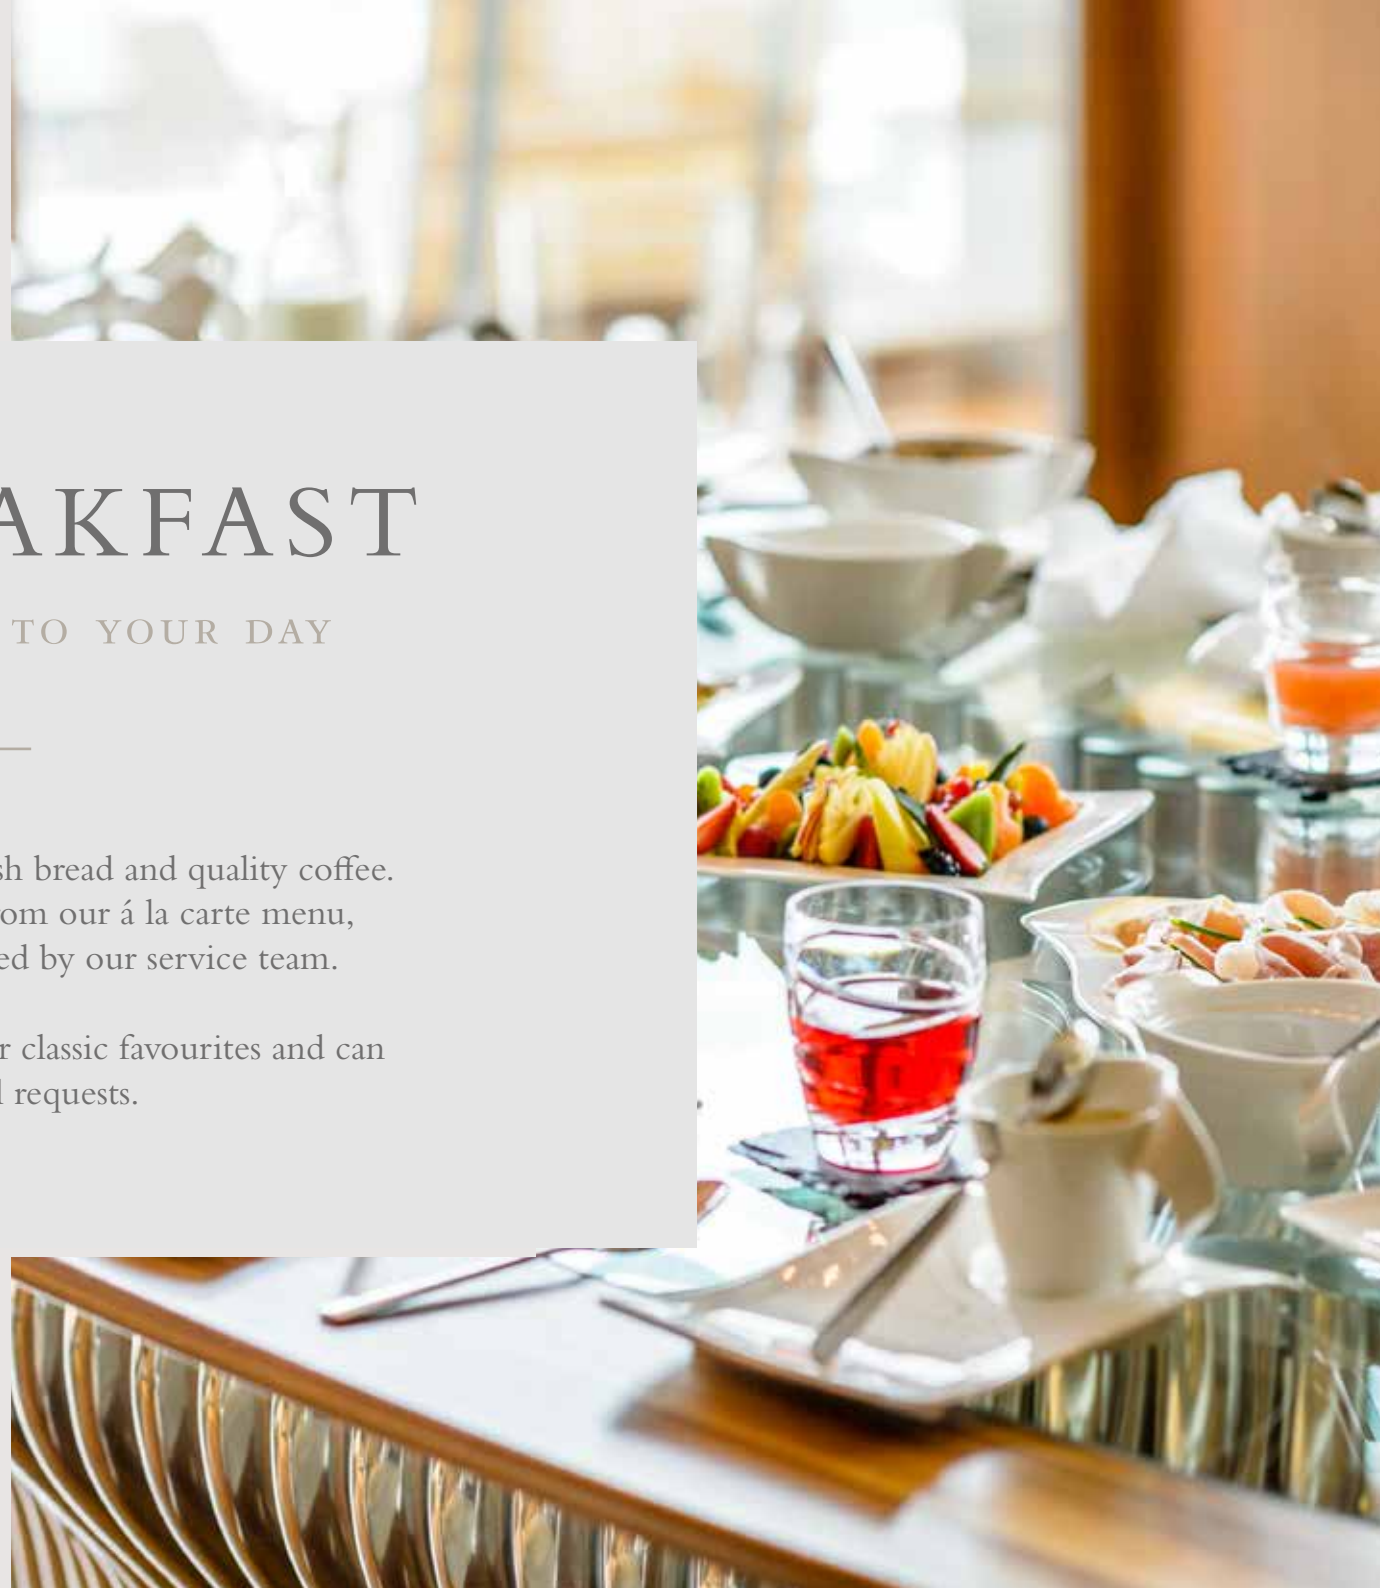 AKFAST
TO YOUR DAY
sh bread and quality coffee.
om our á la carte menu,
ed by our service team.
r classic favourites and can
l requests.